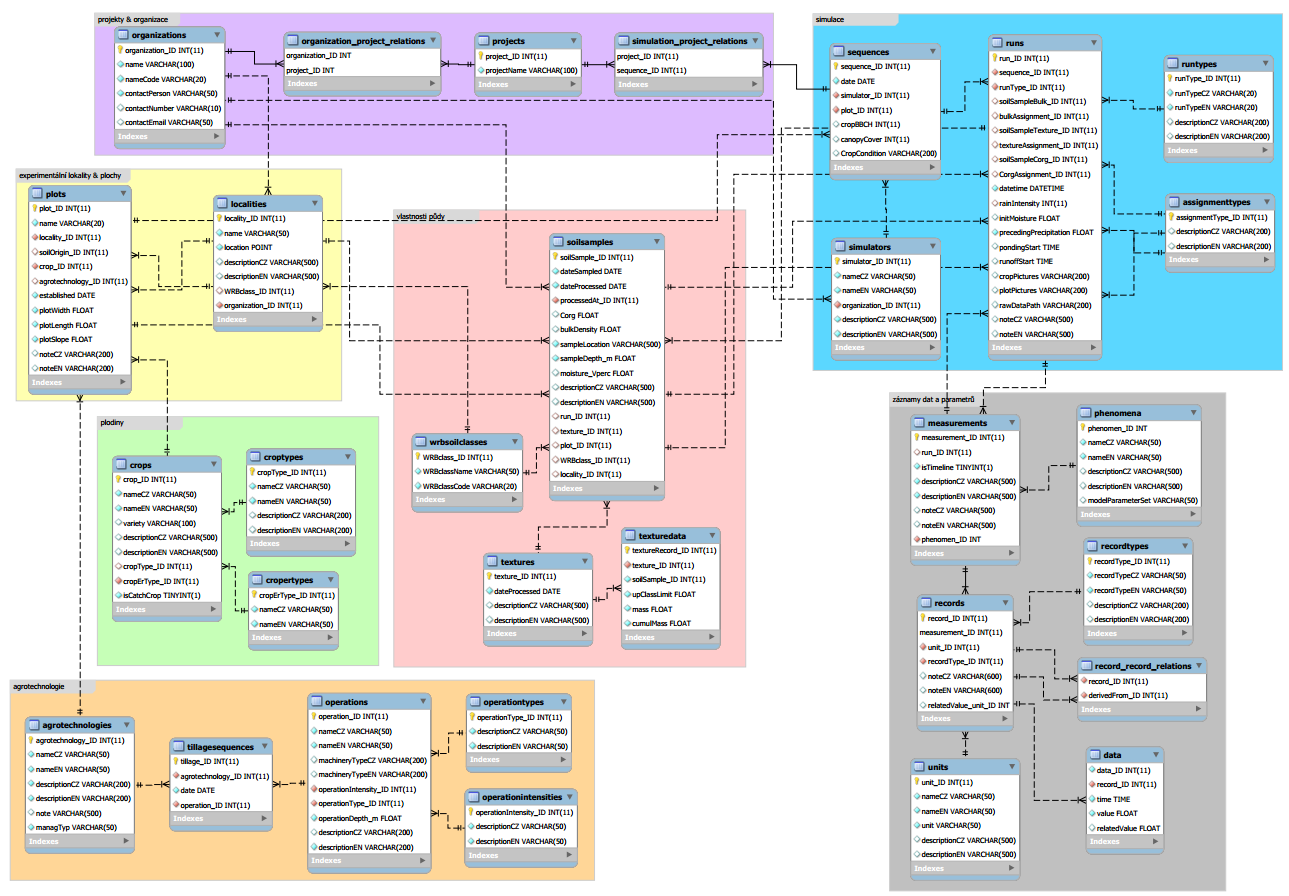 projekty & organizace
organizations
organization_ID INT(11)
name VARCHAR(100)
nameCode VARCHAR(20)
contactPerson VARCHAR(50)
contactNumber VARCHAR(10)
contactEmail VARCHAR(50)
Indexes
organization_project_relations
organization_ID INT
project_ID INT
Indexes
projects
project_ID INT(11)
projectName VARCHAR(100)
Indexes
simulation_project_relations
project_ID INT(11)
sequence_ID INT(11)
Indexes
simulace
sequences
sequence_ID INT(11)
date DATE
simulator_ID INT(11)
plot_ID INT(11)
cropBBCH INT(11)
canopyCover INT(11)
CropCondition VARCHAR(200)
Indexes
runs
run_ID INT(11)
sequence_ID INT(11)
runType_ID INT(11)
soilSampleBulk_ID INT(11)
bulkAssignment_ID INT(11)
soilSampleTexture_ID INT(11)
textureAssignment_ID INT(11)
soilSampleCorg_ID INT(11)
CorgAssignment_ID INT(11)
datetime DATETIME
rainIntensity INT(11)
initMoisture FLOAT
precedingPrecipitation FLOAT
pondingStart TIME
runoffStart TIME
cropPictures VARCHAR(200)
plotPictures VARCHAR(200)
rawDataPath VARCHAR(200)
noteCZ VARCHAR(500)
noteEN VARCHAR(500)
Indexes
runtypes
runType_ID INT(11)
runTypeCZ VARCHAR(20)
runTypeEN VARCHAR(20)
descriptionCZ VARCHAR(200)
descriptionEN VARCHAR(200)
Indexes
assignmenttypes
assignmentType_ID INT(11)
descriptionCZ VARCHAR(200)
descriptionEN VARCHAR(200)
Indexes
simulators
simulator_ID INT(11)
nameCZ VARCHAR(50)
nameEN VARCHAR(50)
organization_ID INT(11)
descriptionCZ VARCHAR(500)
descriptionEN VARCHAR(500)
Indexes
experimentální lokality & plochy
plots
plot_ID INT(11)
name VARCHAR(20)
locality_ID INT(11)
soilOrigin_ID INT(11)
crop_ID INT(11)
agrotechnology_ID INT(11)
established DATE
plotWidth FLOAT
plotLength FLOAT
plotSlope FLOAT
noteCZ VARCHAR(200)
noteEN VARCHAR(200)
Indexes
localities
locality_ID INT(11)
name VARCHAR(50)
location POINT
descriptionCZ VARCHAR(500)
descriptionEN VARCHAR(500)
WRBclass_ID INT(11)
organization_ID INT(11)
Indexes
vlastnosti půdy
soilsamples
soilSample_ID INT(11)
dateSampled DATE
dateProcessed DATE
processedAt_ID INT(11)
Corg FLOAT
bulkDensity FLOAT
sampleLocation VARCHAR(500)
sampleDepth_m FLOAT
moisture_Vperc FLOAT
descriptionCZ VARCHAR(500)
descriptionEN VARCHAR(500)
run_ID INT(11)
texture_ID INT(11)
plot_ID INT(11)
WRBclass_ID INT(11)
locality_ID INT(11)
Indexes
wrbsoilclasses
WRBclass_ID INT(11)
WRBclassName VARCHAR(50)
WRBclassCode VARCHAR(20)
Indexes
textures
texture_ID INT(11)
dateProcessed DATE
descriptionCZ VARCHAR(500)
descriptionEN VARCHAR(500)
Indexes
texturedata
textureRecord_ID INT(11)
texture_ID INT(11)
soilSample_ID INT(11)
upClassLimit FLOAT
mass FLOAT
cumulMass FLOAT
Indexes
plodiny
crops
crop_ID INT(11)
nameCZ VARCHAR(50)
nameEN VARCHAR(50)
variety VARCHAR(100)
descriptionCZ VARCHAR(500)
descriptionEN VARCHAR(500)
cropType_ID INT(11)
cropErType_ID INT(11)
isCatchCrop TINYINT(1)
Indexes
croptypes
cropType_ID INT(11)
nameCZ VARCHAR(50)
nameEN VARCHAR(50)
descriptionCZ VARCHAR(200)
descriptionEN VARCHAR(200)
Indexes
cropertypes
cropErType_ID INT(11)
nameCZ VARCHAR(50)
nameEN VARCHAR(50)
Indexes
záznamy dat a parametrů
measurements
measurement_ID INT(11)
run_ID INT(11)
isTimeline TINYINT(1)
descriptionCZ VARCHAR(500)
descriptionEN VARCHAR(500)
noteCZ VARCHAR(500)
noteEN VARCHAR(500)
phenomen_ID INT
Indexes
phenomena
phenomen_ID INT
nameCZ VARCHAR(50)
nameEN VARCHAR(50)
descriptionCZ VARCHAR(500)
descriptionEN VARCHAR(500)
modelParameterSet VARCHAR(50)
Indexes
recordtypes
recordType_ID INT(11)
recordTypeCZ VARCHAR(50)
recordTypeEN VARCHAR(50)
descriptionCZ VARCHAR(200)
descriptionEN VARCHAR(200)
Indexes
records
record_ID INT(11)
measurement_ID INT(11)
unit_ID INT(11)
recordType_ID INT(11)
noteCZ VARCHAR(600)
noteEN VARCHAR(600)
relatedValue_unit_ID INT
Indexes
record_record_relations
record_ID INT(11)
derivedFrom_ID INT(11)
Indexes
units
unit_ID INT(11)
nameCZ VARCHAR(50)
nameEN VARCHAR(50)
unit VARCHAR(50)
descriptionCZ VARCHAR(500)
descriptionEN VARCHAR(500)
Indexes
data
data_ID INT(11)
record_ID INT(11)
time TIME
value FLOAT
relatedValue FLOAT
Indexes
agrotechnologie
agrotechnologies
agrotechnology_ID INT(11)
nameCZ VARCHAR(50)
nameEN VARCHAR(50)
descriptionCZ VARCHAR(200)
descriptionEN VARCHAR(200)
note VARCHAR(500)
managTyp VARCHAR(50)
Indexes
tillagesequences
tillage_ID INT(11)
agrotechnology_ID INT(11)
date DATE
operation_ID INT(11)
Indexes
operations
operation_ID INT(11)
nameCZ VARCHAR(50)
nameEN VARCHAR(50)
machineryTypeCZ VARCHAR(200)
machineryTypeEN VARCHAR(200)
operationIntensity_ID INT(11)
operationType_ID INT(11)
operationDepth_m FLOAT
descriptionCZ VARCHAR(200)
descriptionEN VARCHAR(200)
Indexes
operationtypes
operationType_ID INT(11)
descriptionCZ VARCHAR(50)
descriptionEN VARCHAR(50)
Indexes
operationintensities
operationIntensity_ID INT(11)
descriptionCZ VARCHAR(50)
descriptionEN VARCHAR(50)
Indexes